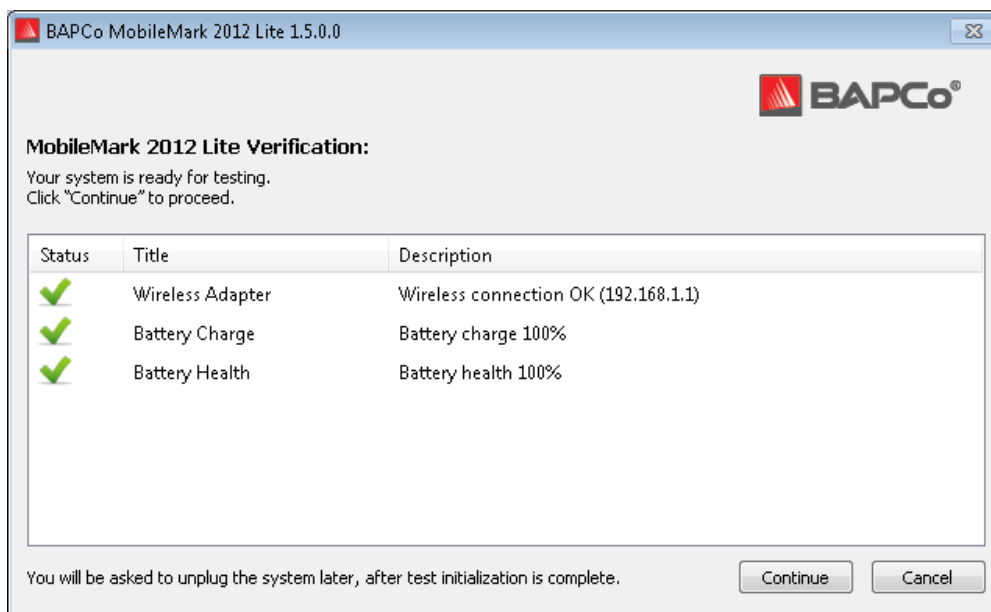 BAPCo MobileMark 2012 Lite 1.5.0.0
BAPCo®
MobileMark 2012 Lite Verification:
Your system is ready for testing.
Click "Continue" to proceed.
Status Title Description
Wireless Adapter Wireless connection OK (192.168.1.1)
Battery Charge Battery charge 100%
Battery Health Battery health 100%
You will be asked to unplug the system later, after test initialization is complete. Continue Cancel